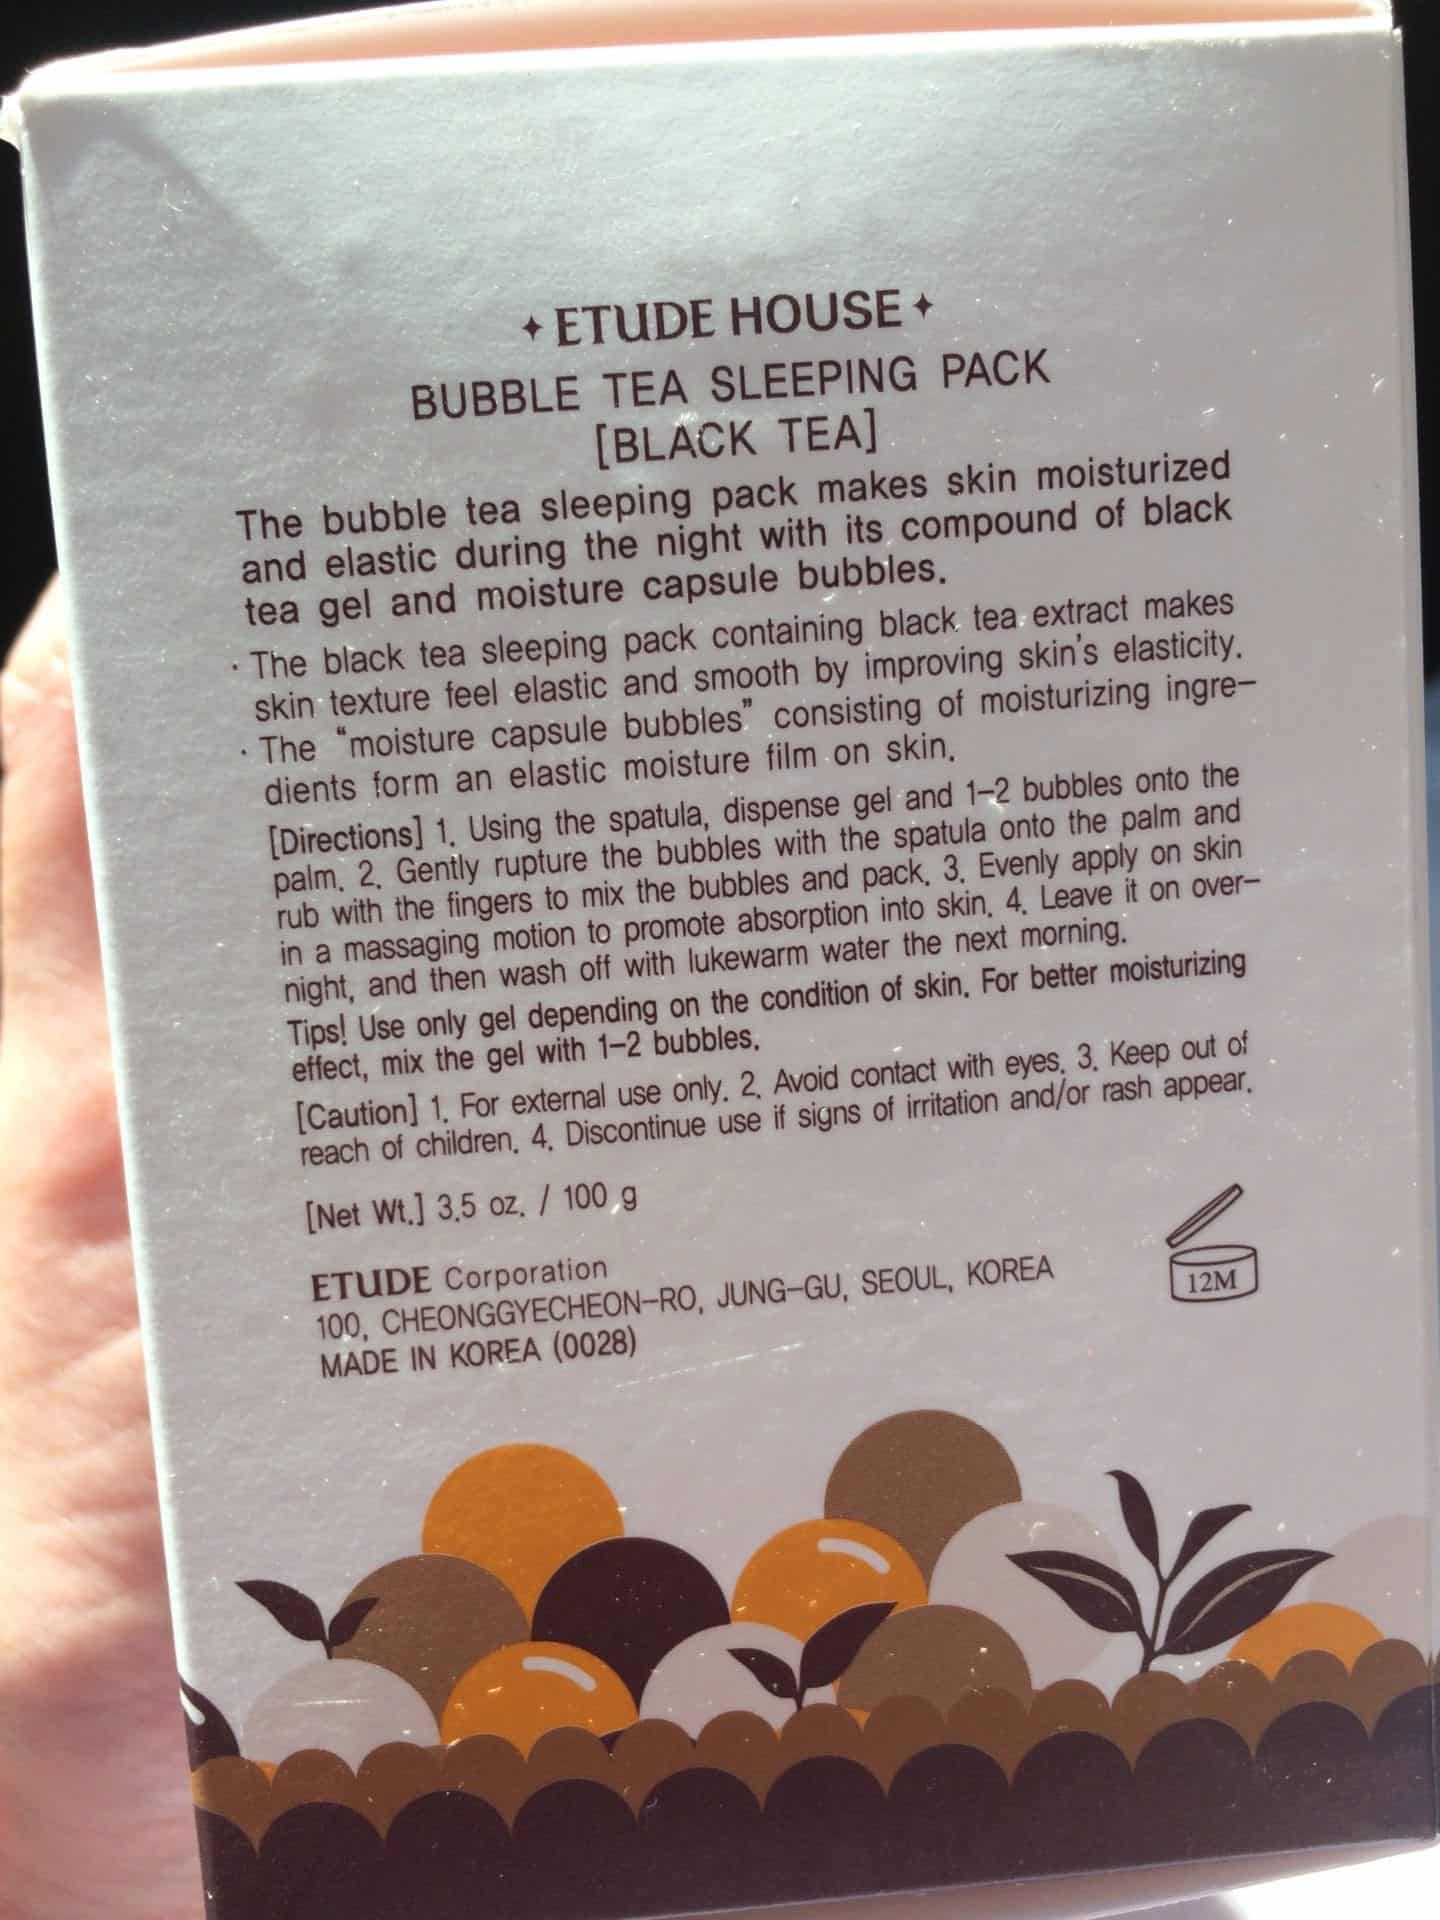 ETUDE HOUSE
BUBBLE TEA SLEEPING PACK
[BLACK TEA]
The bubble tea sleeping pack makes skin moisturized
and elastic during the night with its compound of black
tea gel and moisture capsule bubbles.
· The black tea sleeping pack containing black tea extract makes
skin texture feel elastic and smooth by improving skin's elasticity.
· The “moisture capsule bubbles” consisting of moisturizing ingre-
dients form an elastic moisture film on skin.
[Directions] 1. Using the spatula, dispense gel and 1-2 bubbles onto the
palm. 2. Gently rupture the bubbles with the spatula onto the palm and
rub with the fingers to mix the bubbles and pack. 3. Evenly apply on skin
in a massaging motion to promote absorption into skin. 4. Leave it on over-
night, and then wash off with lukewarm water the next morning.
Tips! Use only gel depending on the condition of skin. For better moisturizing
effect, mix the gel with 1-2 bubbles.
[Caution] 1. For external use only. 2. Avoid contact with eyes. 3. Keep out of
reach of children. 4. Discontinue use if signs of irritation and/or rash appear.
[Net Wt.] 3.5 oz. / 100 g
ETUDE Corporation
100, CHEONGGYECHEON-RO, JUNG-GU, SEOUL, KOREA
MADE IN KOREA (0028)
12M